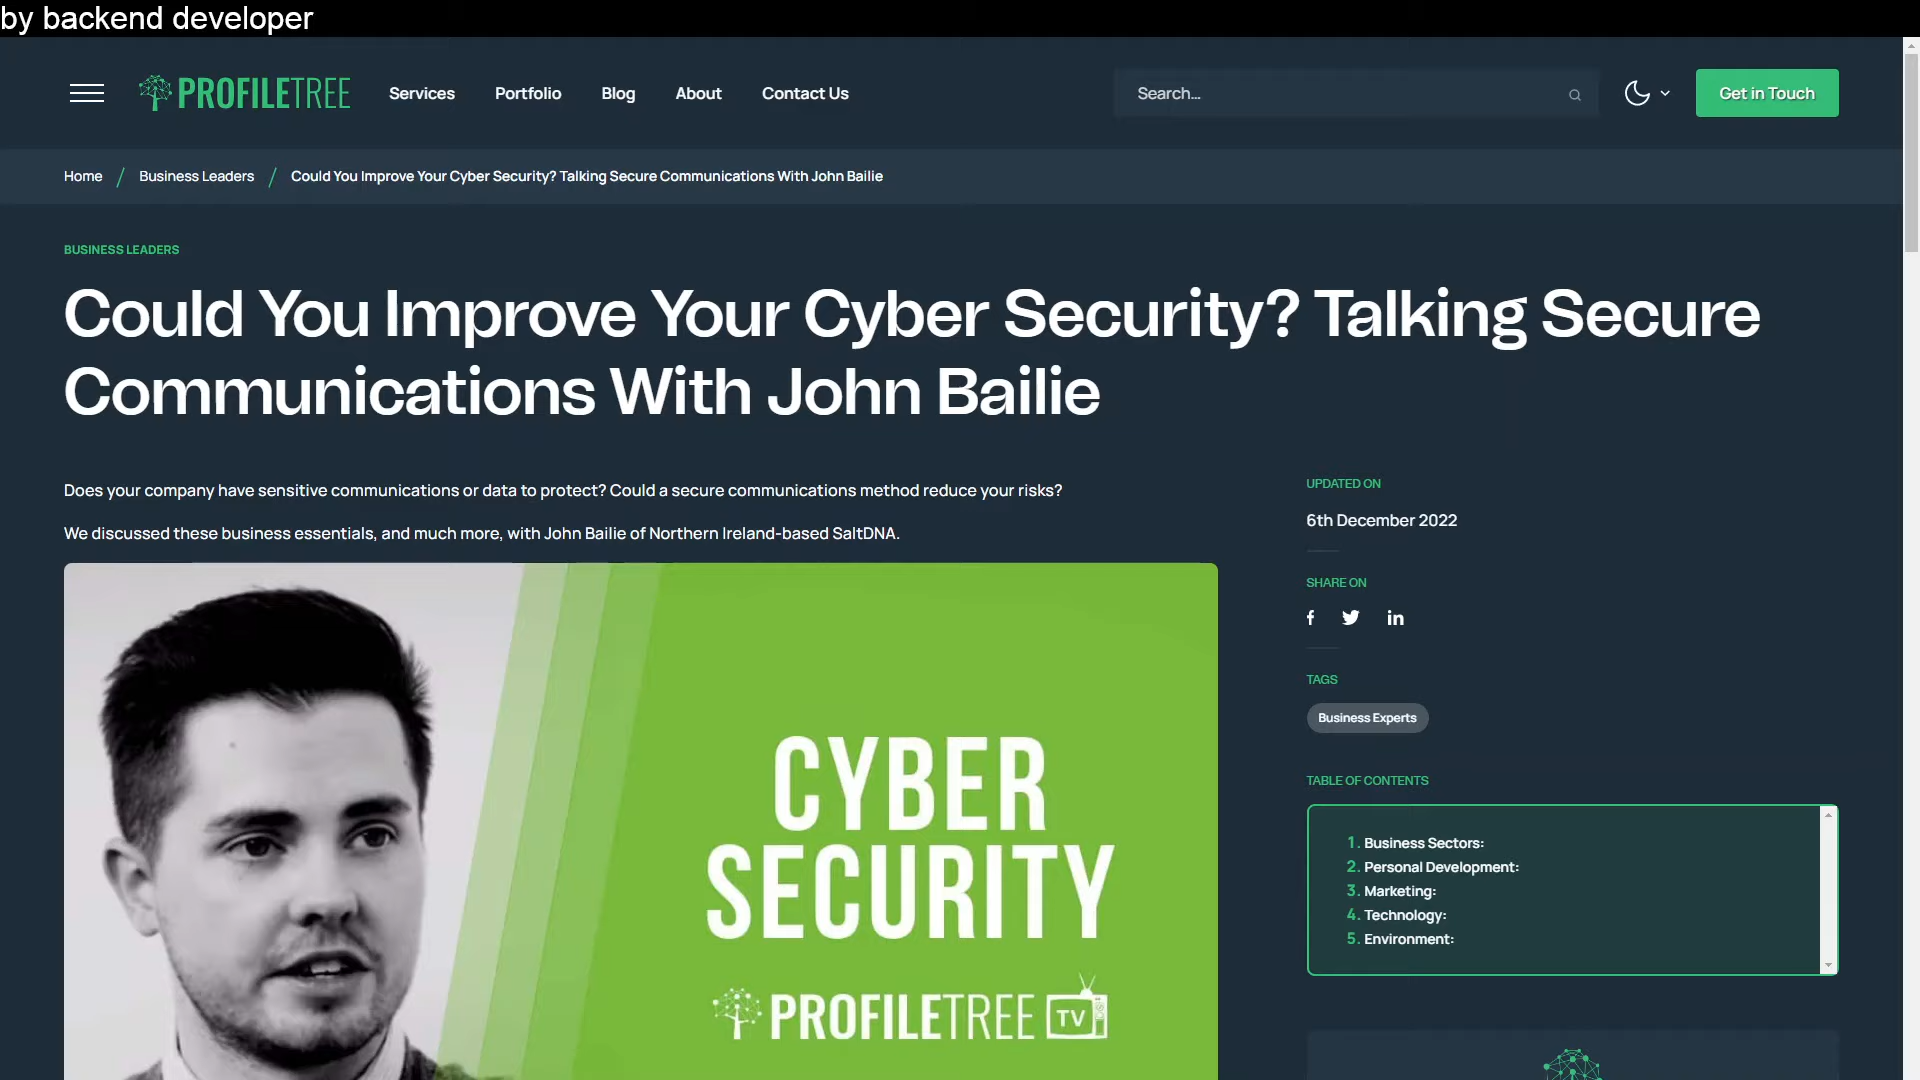 by backend developer
PROFILETREE Services Portfolio Blog About Contact Us Search... Get in Touch
Home / Business Leaders / Could You Improve Your Cyber Security? Talking Secure Communications With John Bailie
BUSINESS LEADERS
Could You Improve Your Cyber Security? Talking Secure
Communications With John Bailie
Does your company have sensitive communications or data to protect? Could a secure communications method reduce your risks?
We discussed these business essentials, and much more, with John Bailie of Northern Ireland-based SaltDNA.
CYBER
SECURITY
PROFILETREE TV
UPDATED ON
6th December 2022
SHARE ON
TAGS
Business Experts
TABLE OF CONTENTS
1. Business Sectors:
2. Personal Development:
3. Marketing:
4. Technology:
5. Environment: